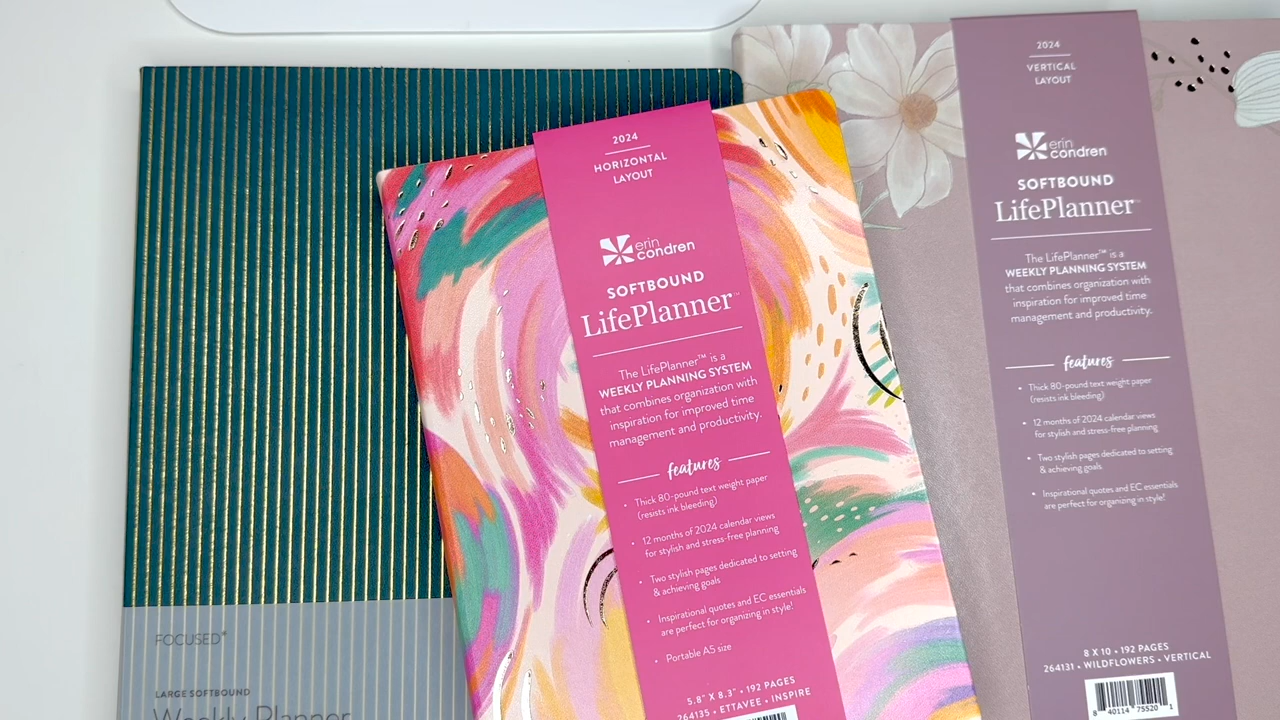 FOCUSED
LARGE SOFTBOUND
Weekly Planner
2024
HORIZONTAL
LAYOUT
erin
condren
SOFTBOUND
LifePlanner™
The LifePlanner™ is a
WEEKLY PLANNING SYSTEM
that combines organization with
inspiration for improved time
management and productivity.
features
• Thick 80-pound text weight paper
(resists ink bleeding)
• 12 months of 2024 calendar views
for stylish and stress-free planning
• Two stylish pages dedicated to setting
& achieving goals
• Inspirational quotes and EC essentials
are perfect for organizing in style!
• Portable A5 size
5.8" X 8.3" • 192 PAGES
264135 • ETTAVEE • INSPIRE
2024
VERTICAL
LAYOUT
erin
condren
SOFTBOUND
LifePlanner™
The LifePlanner™ is a
WEEKLY PLANNING SYSTEM
that combines organization with
inspiration for improved time
management and productivity.
features
• Thick 80-pound text weight paper
(resists ink bleeding)
• 12 months of 2024 calendar views
for stylish and stress-free planning
• Two stylish pages dedicated to setting
& achieving goals
• Inspirational quotes and EC essentials
are perfect for organizing in style!
8 X 10 • 192 PAGES
264131 • WILDFLOWERS • VERTICAL
8 40114 75520 1